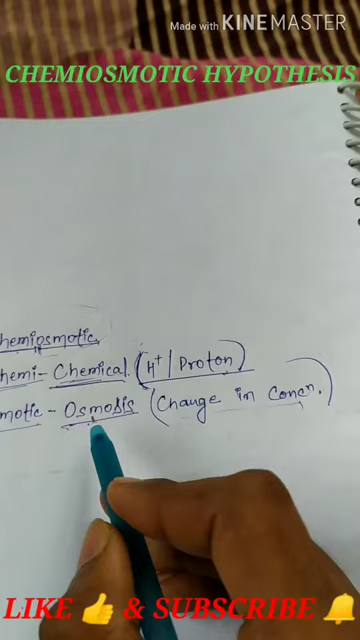 Made with KINEMASTER
CHEMIOSMOTIC HYPOTHESIS
hemiosmotic
hemi- Chemical (H+ / Proton)
motic - Osmosis (Change in Concn.)
LIKE 👍 & SUBSCRIBE 🔔